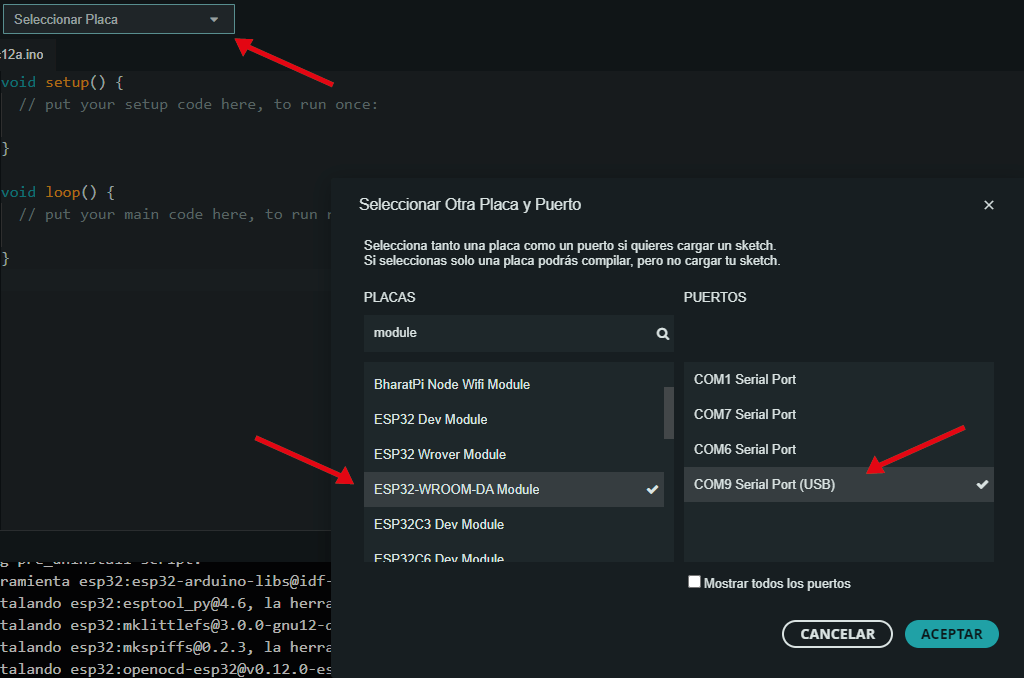 Seleccionar Placa
12a.ino
void setup() {
// put your setup code here, to run once:
}
void loop() {
// put your main code here, to run
}
Seleccionar Otra Placa y Puerto
Selecciona tanto una placa como un puerto si quieres cargar un sketch.
Si seleccionas solo una placa podrás compilar, pero no cargar tu sketch.
PLACAS
module
BharatPi Node Wifi Module
ESP32 Dev Module
ESP32 Wrover Module
ESP32-WROOM-DA Module
ESP32C3 Dev Module
ESP32C6 Dev Module
PUERTOS
COM1 Serial Port
COM7 Serial Port
COM6 Serial Port
COM9 Serial Port (USB)
Mostrar todos los puertos
CANCELAR
ACEPTAR
g pre_uninstall script.
ramienta esp32:esp32-arduino-libs@idf-
talando esp32:esptool_py@4.6, la herra
talando esp32:mklittlefs@3.0.0-gnu12-d
talando esp32:mkspiffs@0.2.3, la herra
talando esp32:openocd-esp32@v0.12.0-es